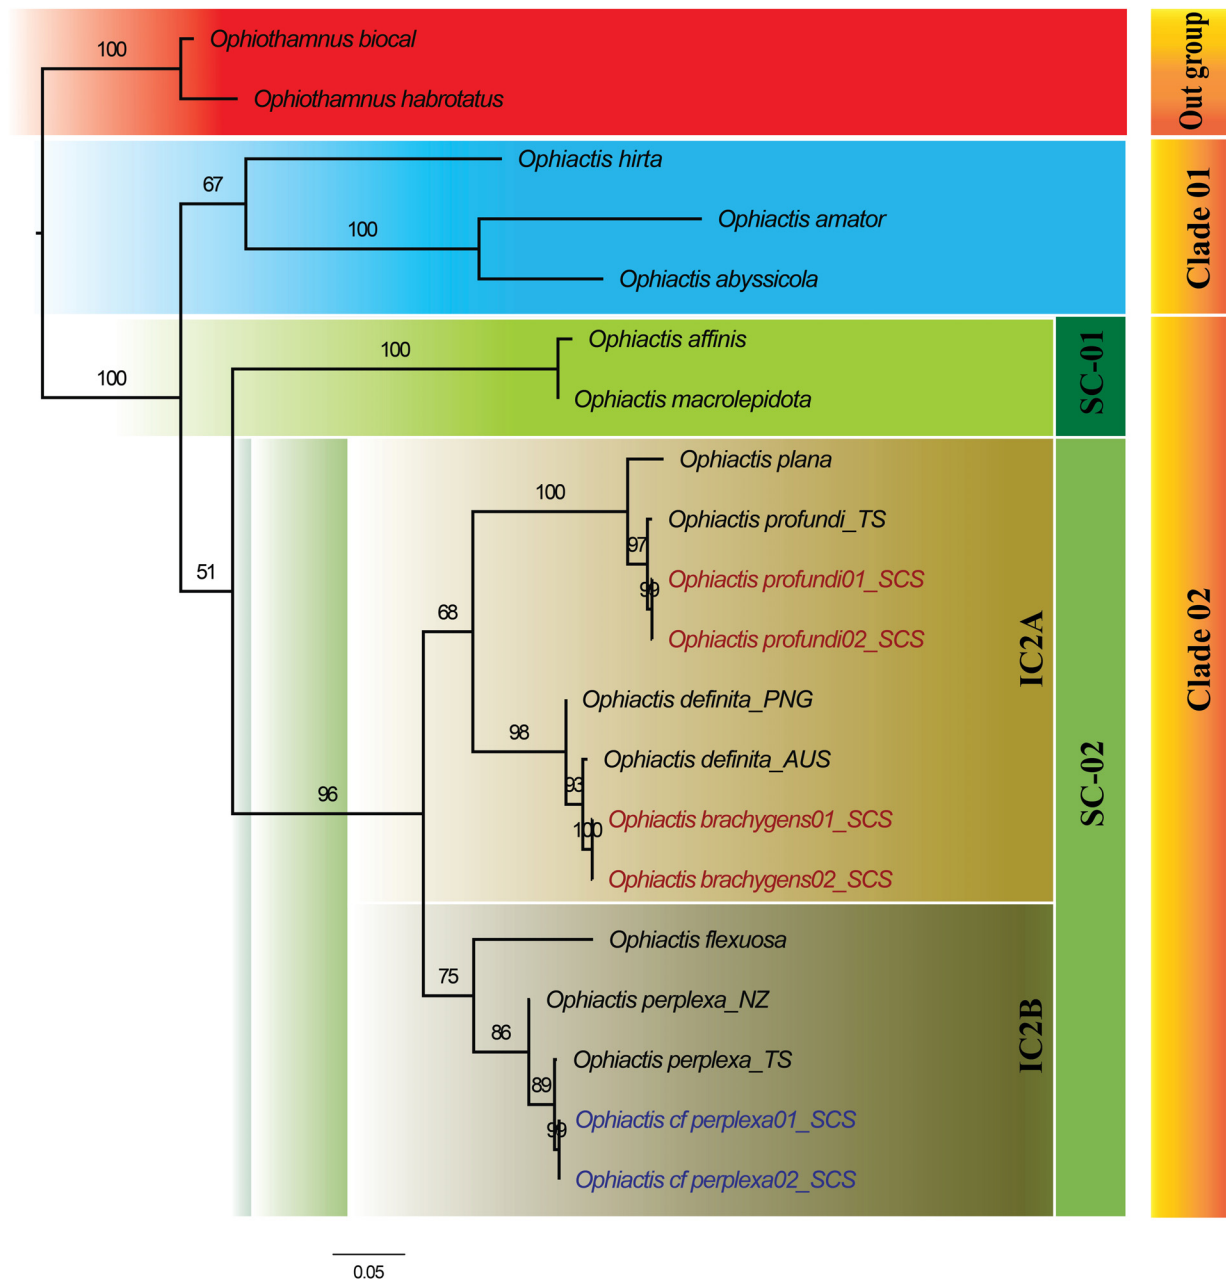 Ophiothamnus biocal
100
Ophiothamnus habrotatus
Out group
Ophiactis hirta
67
Ophiactis amator
100
Ophiactis abyssicola
Clade 01
Ophiactis affinis
100
100
Ophiactis macrolepidota
SC-01
Ophiactis plana
100
Ophiactis profundi_TS
97
Ophiactis profundi01_SCS
99
51
68
Ophiactis profundi02_SCS
IC2A
Clade 02
Ophiactis definita_PNG
98
Ophiactis definita_AUS
93
SC-02
96
Ophiactis brachygens01_SCS
100
Ophiactis brachygens02_SCS
Ophiactis flexuosa
75
Ophiactis perplexa_NZ
86
IC2B
Ophiactis perplexa_TS
89
Ophiactis cf perplexa01_SCS
99
Ophiactis cf perplexa02_SCS
0.05